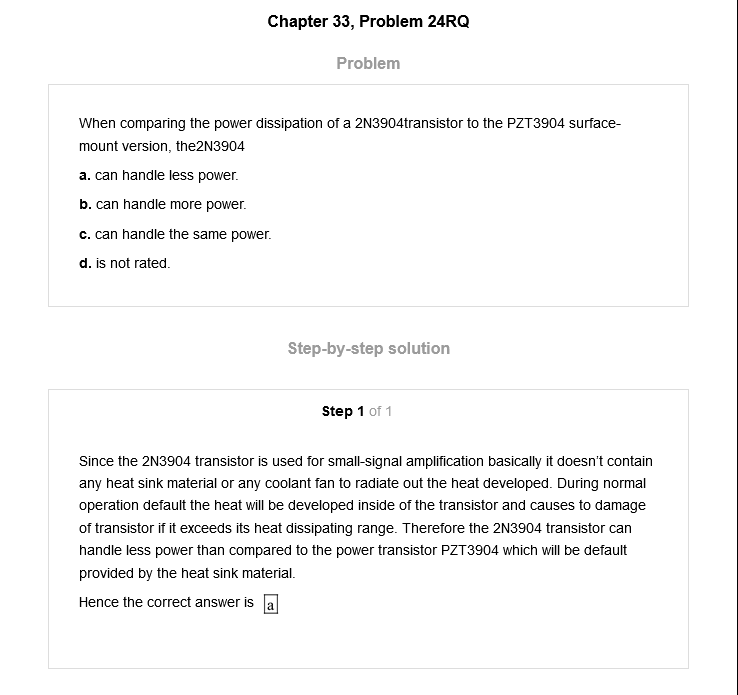 Chapter 33, Problem 24RQ
Problem
When comparing the power dissipation of a 2N3904transistor to the PZT3904 surface-
mount version, the2N3904
a. can handle less power.
b. can handle more power.
c. can handle the same power.
d. is not rated.
Step-by-step solution
Step 1 of 1
Since the 2N3904 transistor is used for small-signal amplification basically it doesn’t contain
any heat sink material or any coolant fan to radiate out the heat developed. During normal
operation default the heat will be developed inside of the transistor and causes to damage
of transistor if it exceeds its heat dissipating range. Therefore the 2N3904 transistor can
handle less power than compared to the power transistor PZT3904 which will be default
provided by the heat sink material.
Hence the correct answer is a